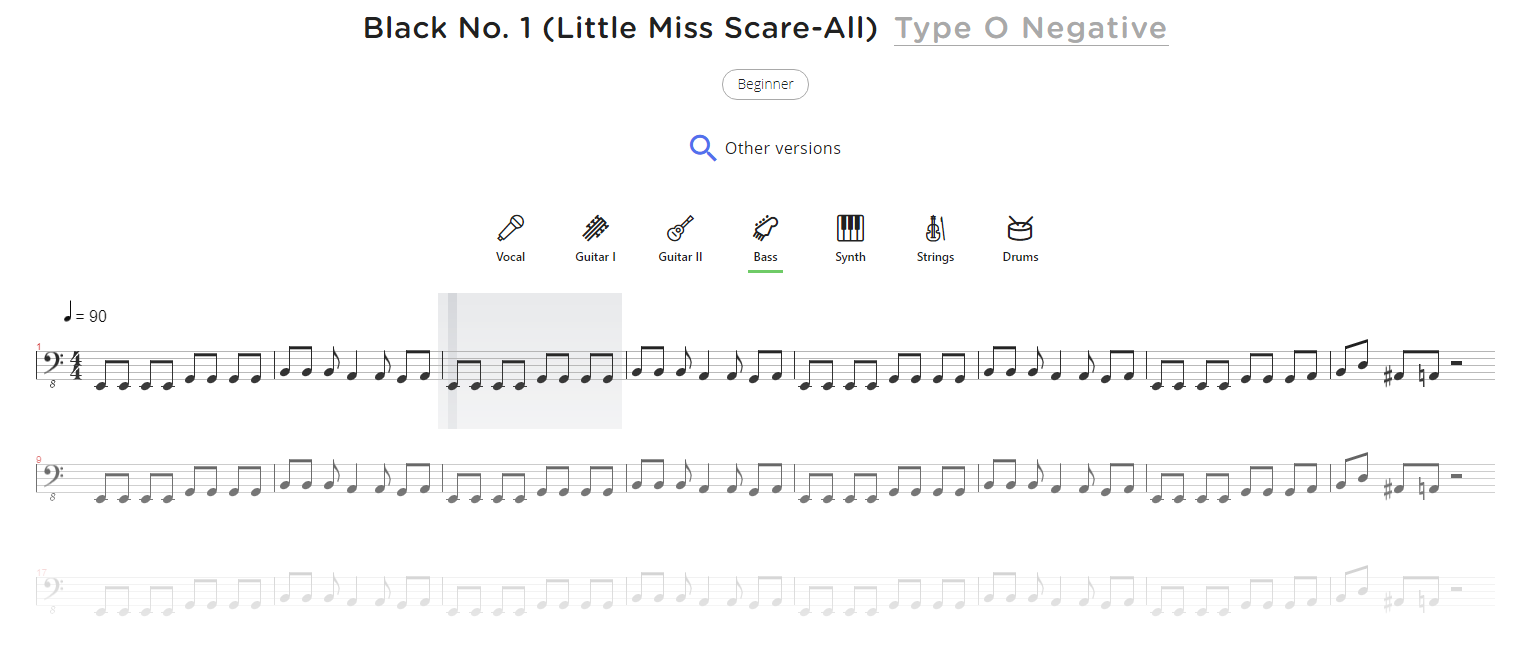 Black No. 1 (Little Miss Scare-All) Type O Negative
Beginner
Other versions
Vocal Guitar I Guitar II Bass Synth Strings Drums
= 90
1
4
4
8
9
8
17
8